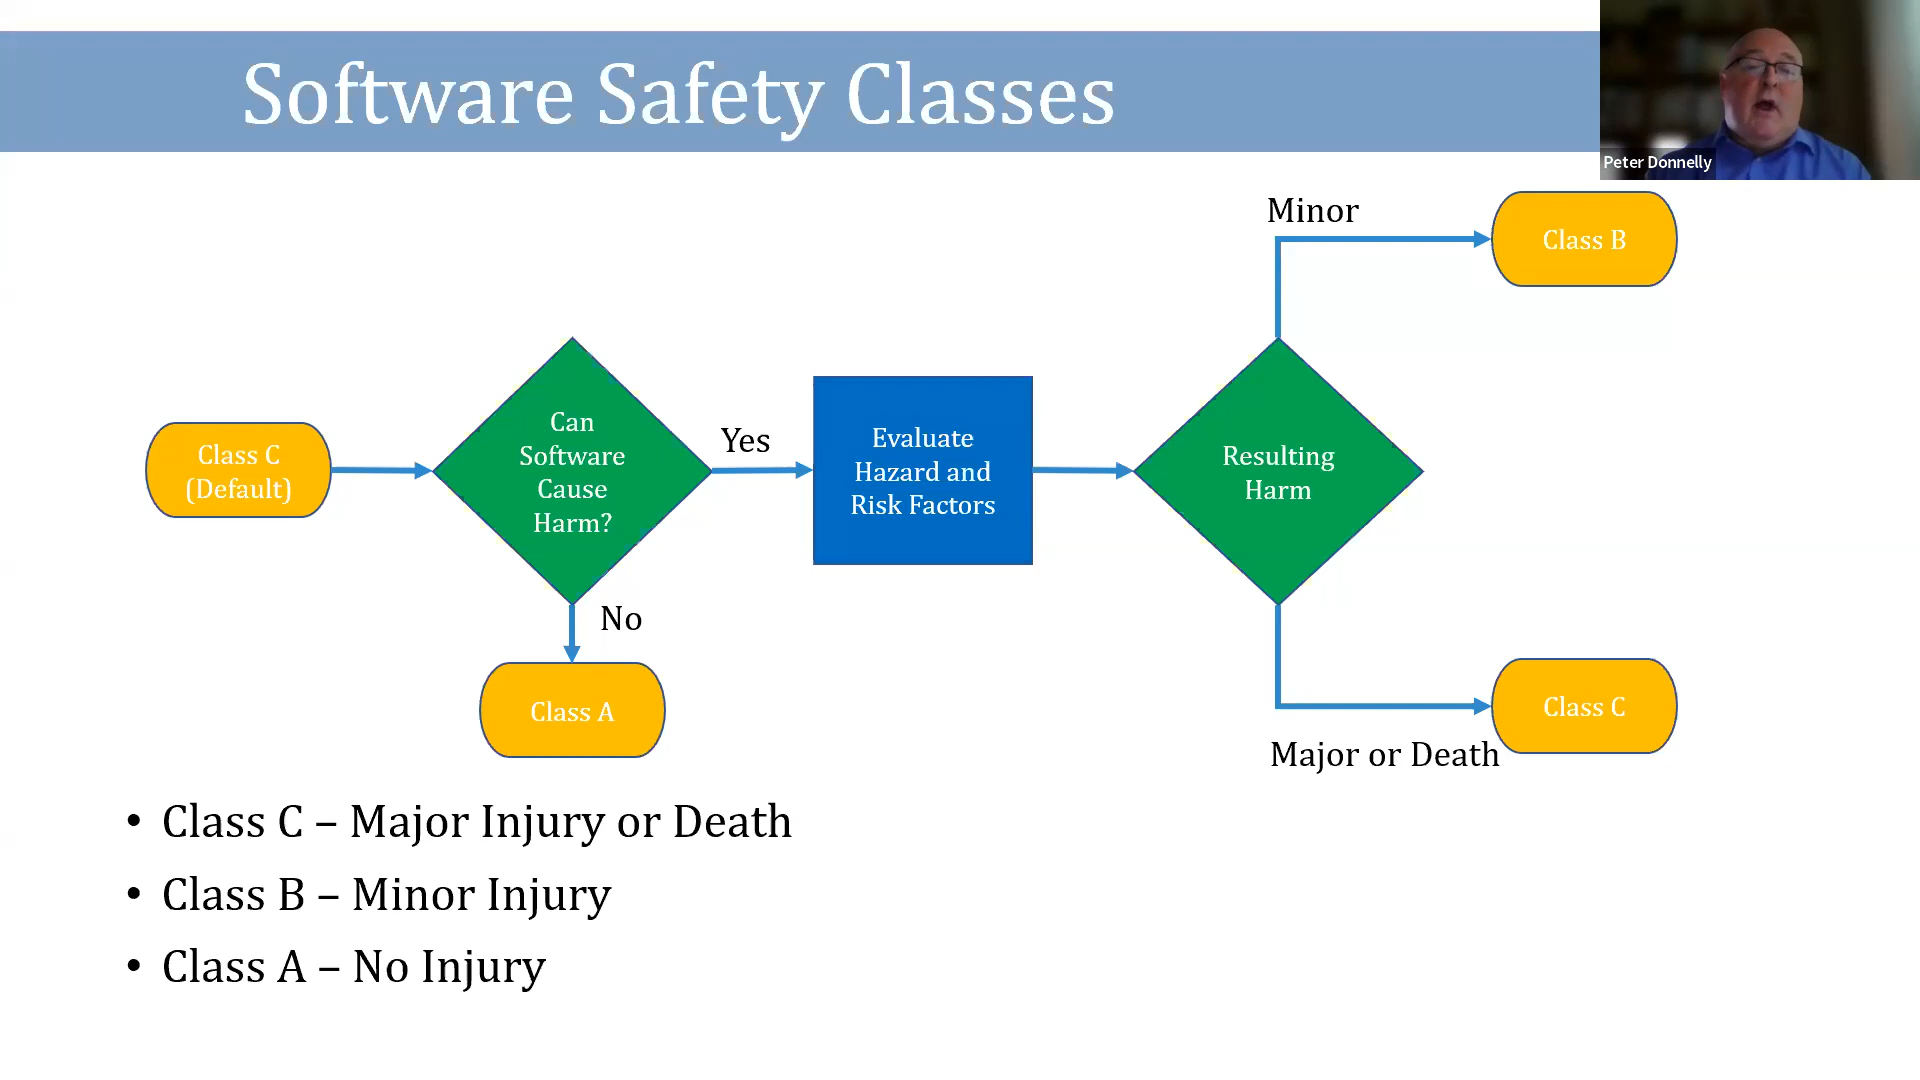 Software Safety Classes
Peter Donnelly
Minor
Class B
Class C
(Default)
Can
Software
Cause
Harm?
Yes
Evaluate
Hazard and
Risk Factors
Resulting
Harm
No
Class A
Class C
Major or Death
• Class C – Major Injury or Death
• Class B – Minor Injury
• Class A – No Injury